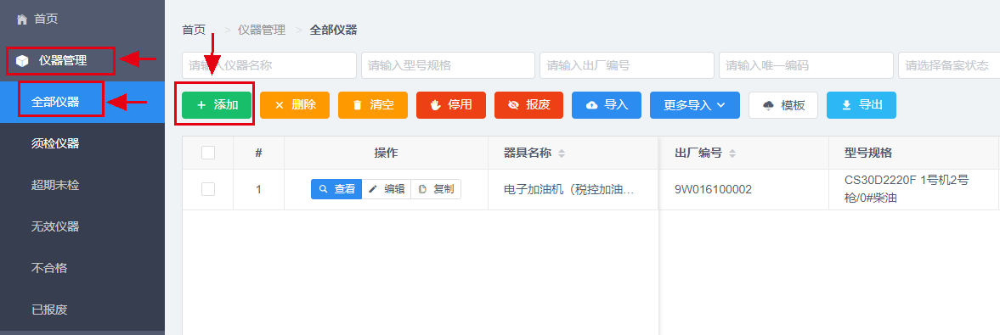 首页
仪器管理
全部仪器
须检仪器
超期未检
无效仪器
不合格
已报废
首页 > 仪器管理 > 全部仪器
请输入仪器名称 请输入型号规格 请输入出厂编号 请输入唯一编码 请选择备案状态
添加 删除 清空 停用 报废 导入 更多导入 模板 导出
# 操作 器具名称 出厂编号 型号规格
1 查看 编辑 复制 电子加油机（税控加油… 9W016100002 CS30D2220F 1号机2号
枪/0#柴油